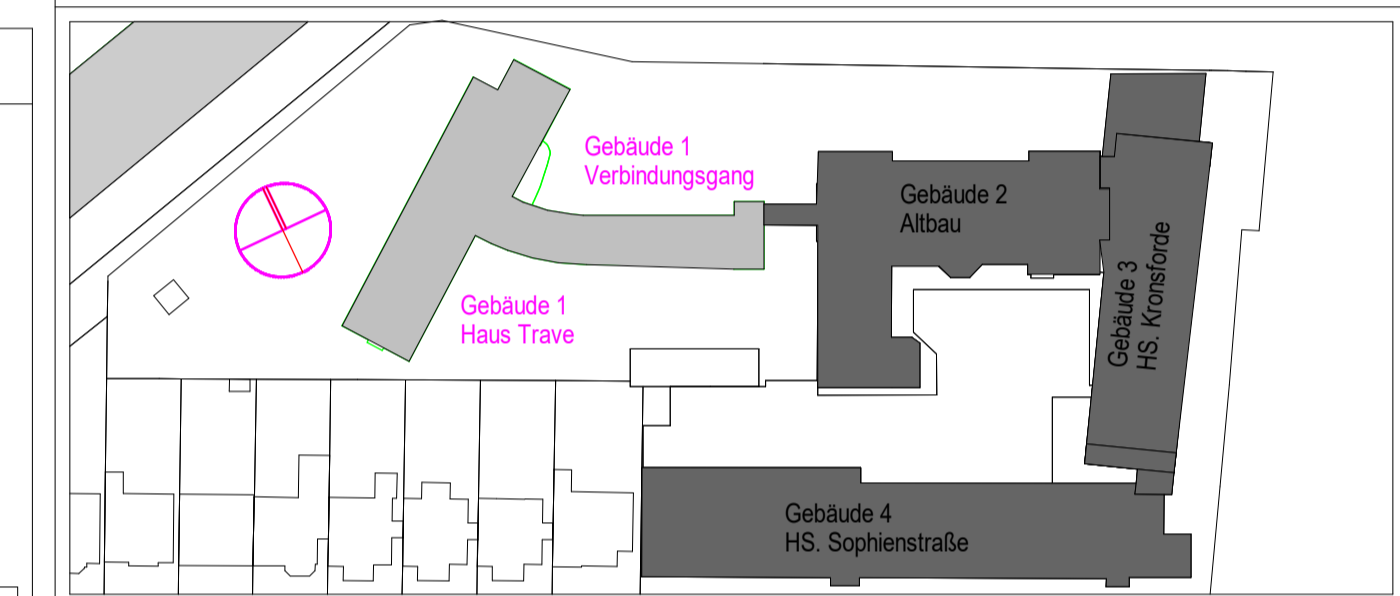 Gebäude 1
Verbindungsgang
Gebäude 2
Altbau
Gebäude 3
HS. Kronsforde
Gebäude 1
Haus Trave
Gebäude 4
HS. Sophienstraße